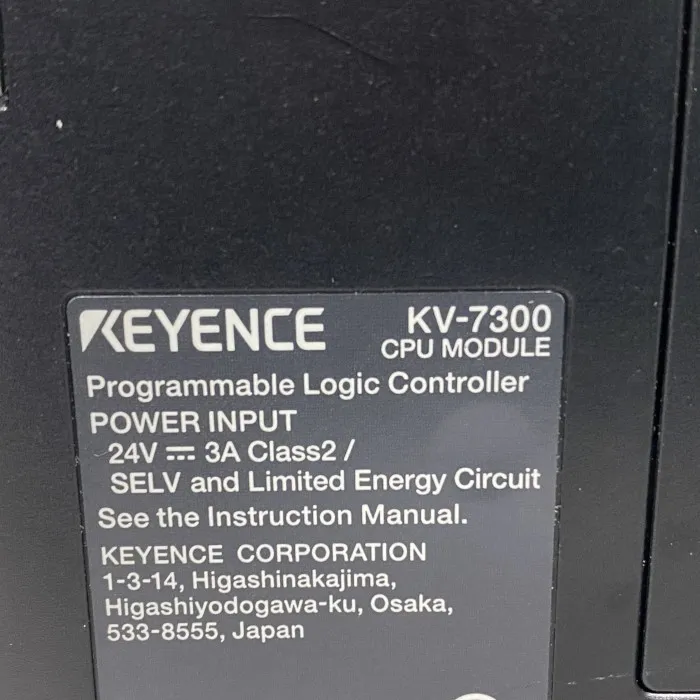 KEYENCE KV-7300
CPU MODULE
Programmable Logic Controller
POWER INPUT
24V ⎓ 3A Class2 /
SELV and Limited Energy Circuit
See the Instruction Manual.
KEYENCE CORPORATION
1-3-14, Higashinakajima,
Higashiyodogawa-ku, Osaka,
533-8555, Japan